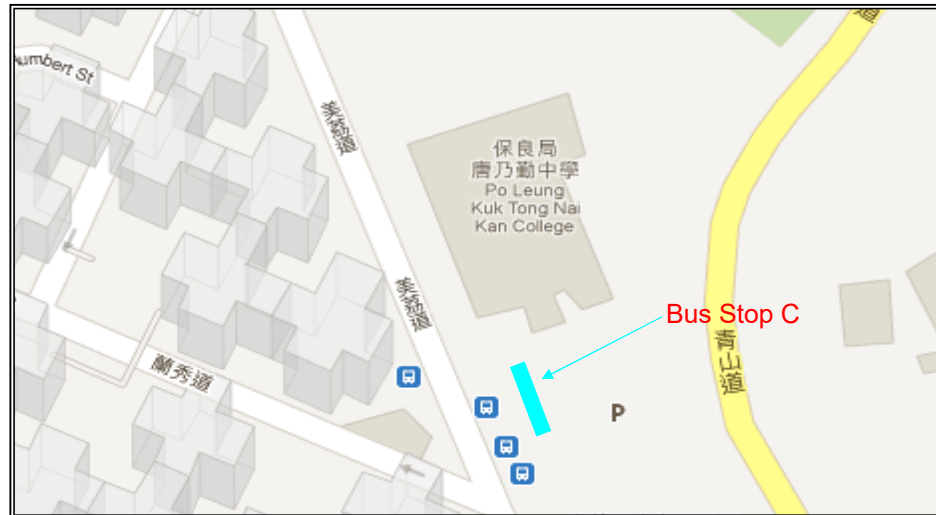 Humbert St
美荔道
保良局
唐乃勤中學
Po Leung
Kuk Tong Nai
Kan College
美荔道
Bus Stop C
青山道
蘭秀道
P
道